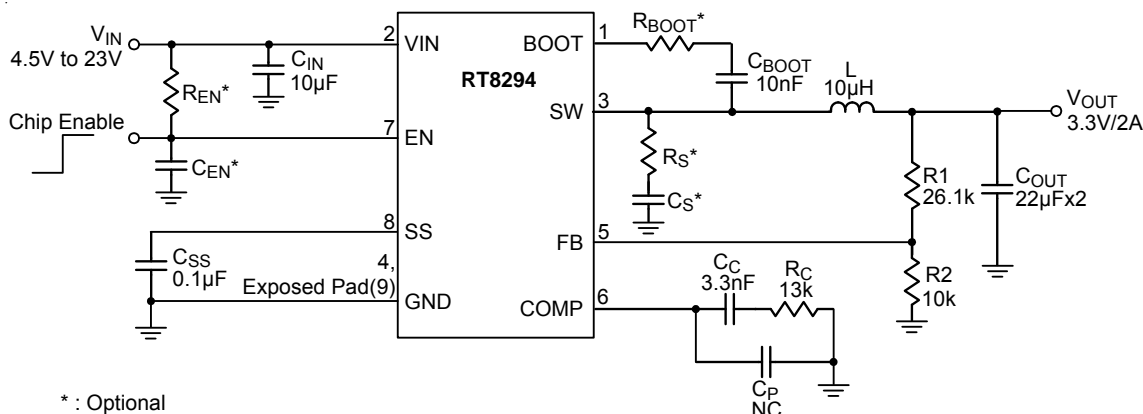 VIN
4.5V to 23V
REN*
CIN
10µF
Chip Enable
CEN*
CSS
0.1µF
Exposed Pad(9)
2
7
8
4,
VIN
EN
SS
GND
RT8294
BOOT
SW
FB
COMP
1
3
5
6
RBOOT*
CBOOT
10nF
L
10µH
VOUT
3.3V/2A
RS*
CS*
R1
26.1k
COUT
22µFx2
R2
10k
CC
3.3nF
RC
13k
CP
NC
* : Optional